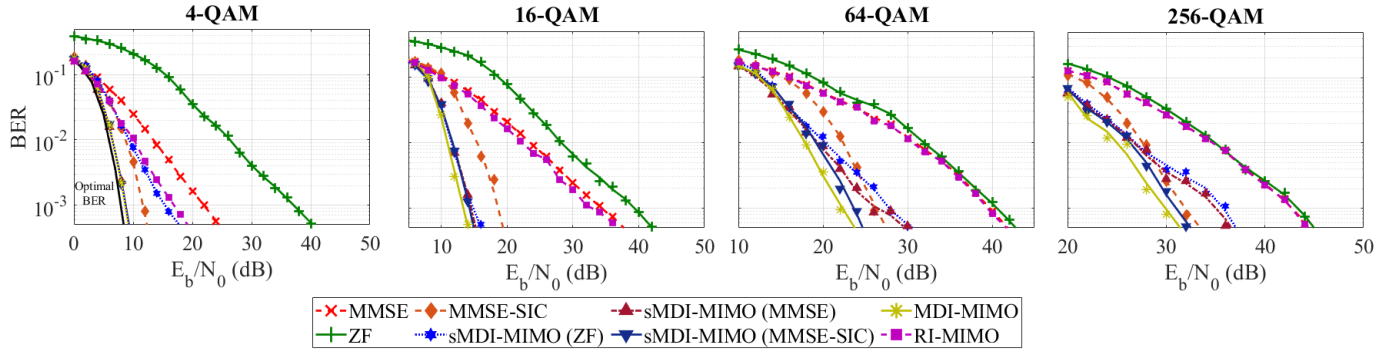 4-QAM
16-QAM
64-QAM
256-QAM
BER
10^-1
10^-2
10^-3
Optimal
BER
0 10 20 30 40 50
10 20 30 40 50
10 20 30 40 50
20 30 40 50
E_b/N_0 (dB)
E_b/N_0 (dB)
E_b/N_0 (dB)
E_b/N_0 (dB)
MMSE MMSE-SIC sMDI-MIMO (MMSE) MDI-MIMO
ZF sMDI-MIMO (ZF) sMDI-MIMO (MMSE-SIC) RI-MIMO